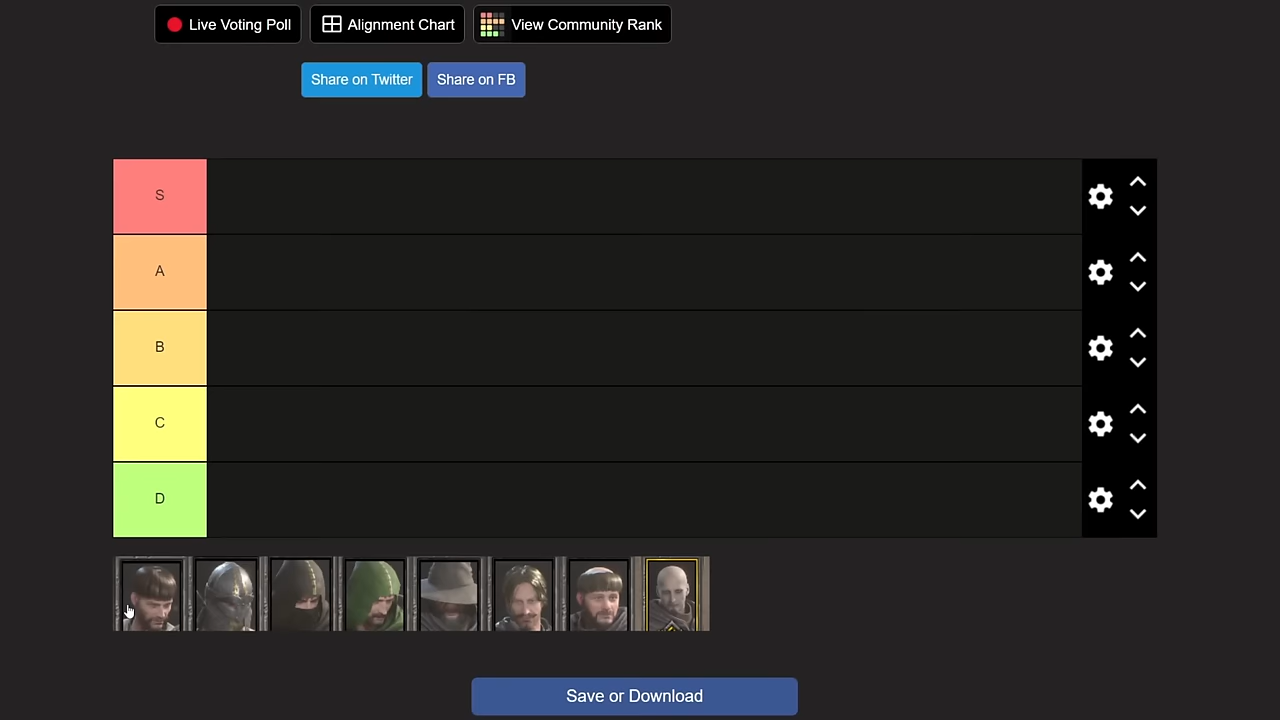 Live Voting Poll
Alignment Chart
View Community Rank
Share on Twitter
Share on FB
S
A
B
C
D
Save or Download